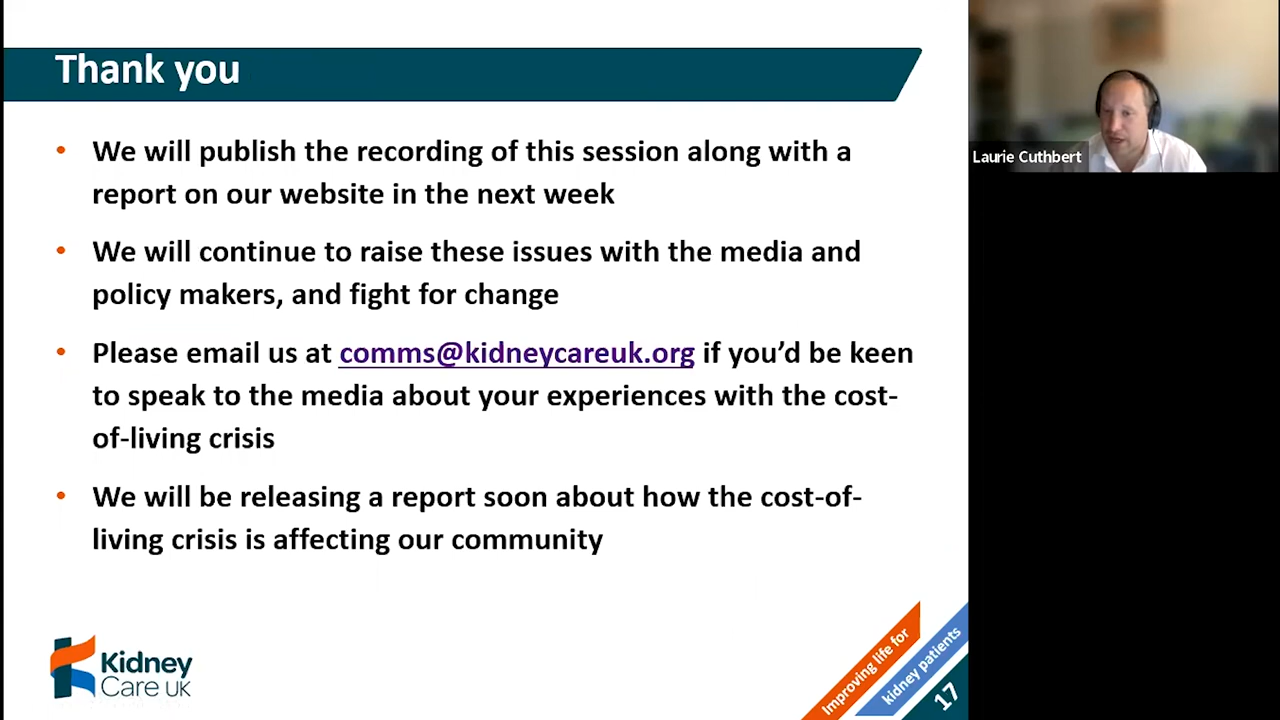 Thank you
• We will publish the recording of this session along with a
report on our website in the next week
• We will continue to raise these issues with the media and
policy makers, and fight for change
• Please email us at comms@kidneycareuk.org if you’d be keen
to speak to the media about your experiences with the cost-
of-living crisis
• We will be releasing a report soon about how the cost-of-
living crisis is affecting our community
Kidney
Care UK
Improving life for
kidney patients
17
Laurie Cuthbert